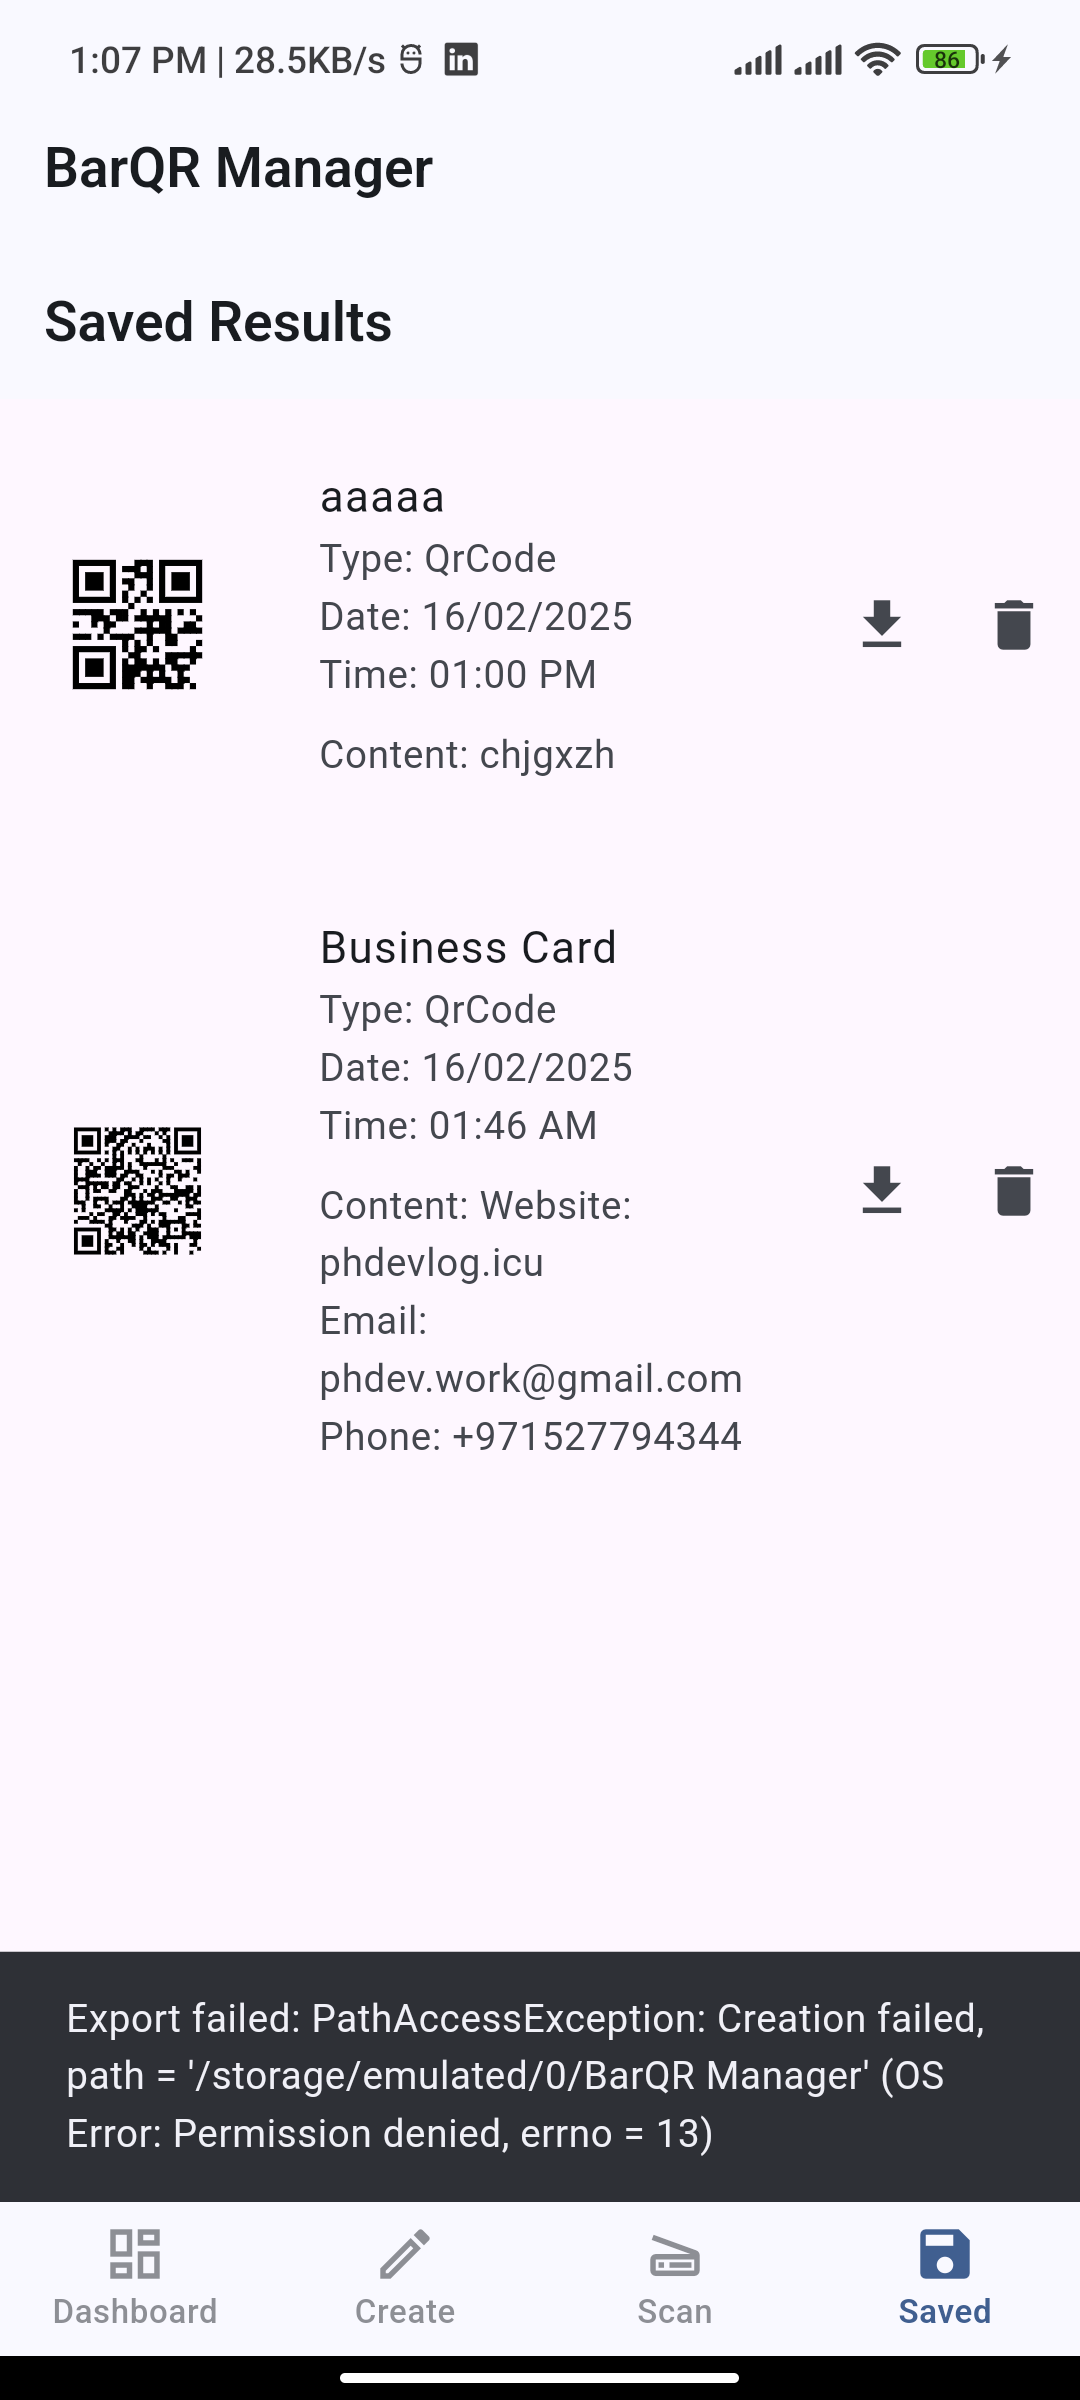 1:07 PM | 28.5KB/s
in
86
BarQR Manager
Saved Results
aaaaa
Type: QrCode
Date: 16/02/2025
Time: 01:00 PM
Content: chjgxzh
Business Card
Type: QrCode
Date: 16/02/2025
Time: 01:46 AM
Content: Website:
phdevlog.icu
Email:
phdev.work@gmail.com
Phone: +971527794344
Export failed: PathAccessException: Creation failed,
path = '/storage/emulated/0/BarQR Manager' (OS
Error: Permission denied, errno = 13)
Dashboard
Create
Scan
Saved